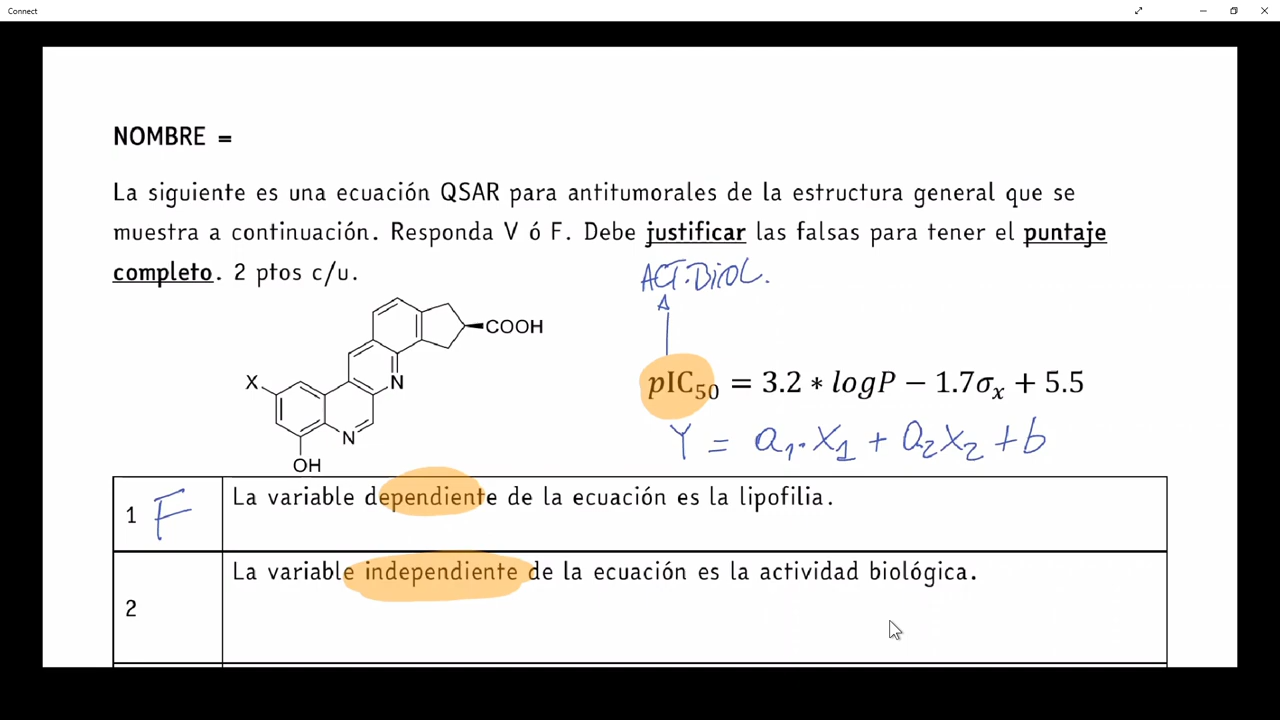 Connect
NOMBRE =
La siguiente es una ecuación QSAR para antitumorales de la estructura general que se
muestra a continuación. Responda V ó F. Debe justificar las falsas para tener el puntaje
completo. 2 ptos c/u.
ACT. BIOL.
COOH
X
N
N
OH
pIC₅₀ = 3.2 ∗ logP − 1.7σₓ + 5.5
Y = a₁·X₁ + a₂X₂ + b
1 F La variable dependiente de la ecuación es la lipofilia.
2 La variable independiente de la ecuación es la actividad biológica.